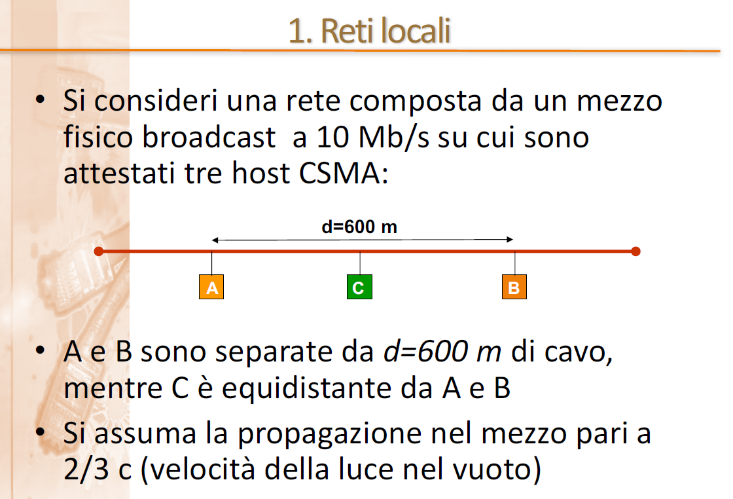 1. Reti locali
• Si consideri una rete composta da un mezzo
fisico broadcast  a 10 Mb/s su cui sono
attestati tre host CSMA:
d=600 m
A C B
• A e B sono separate da d=600 m di cavo,
mentre C è equidistante da A e B
• Si assuma la propagazione nel mezzo pari a
2/3 c (velocità della luce nel vuoto)